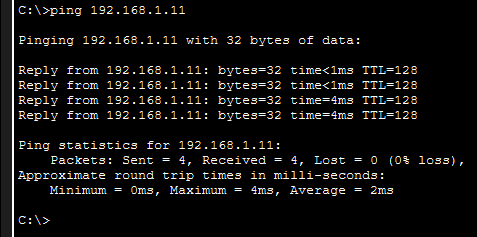 C:\>ping 192.168.1.11
Pinging 192.168.1.11 with 32 bytes of data:
Reply from 192.168.1.11: bytes=32 time<1ms TTL=128
Reply from 192.168.1.11: bytes=32 time<1ms TTL=128
Reply from 192.168.1.11: bytes=32 time=4ms TTL=128
Reply from 192.168.1.11: bytes=32 time=4ms TTL=128
Ping statistics for 192.168.1.11:
Packets: Sent = 4, Received = 4, Lost = 0 (0% loss),
Approximate round trip times in milli-seconds:
Minimum = 0ms, Maximum = 4ms, Average = 2ms
C:\>